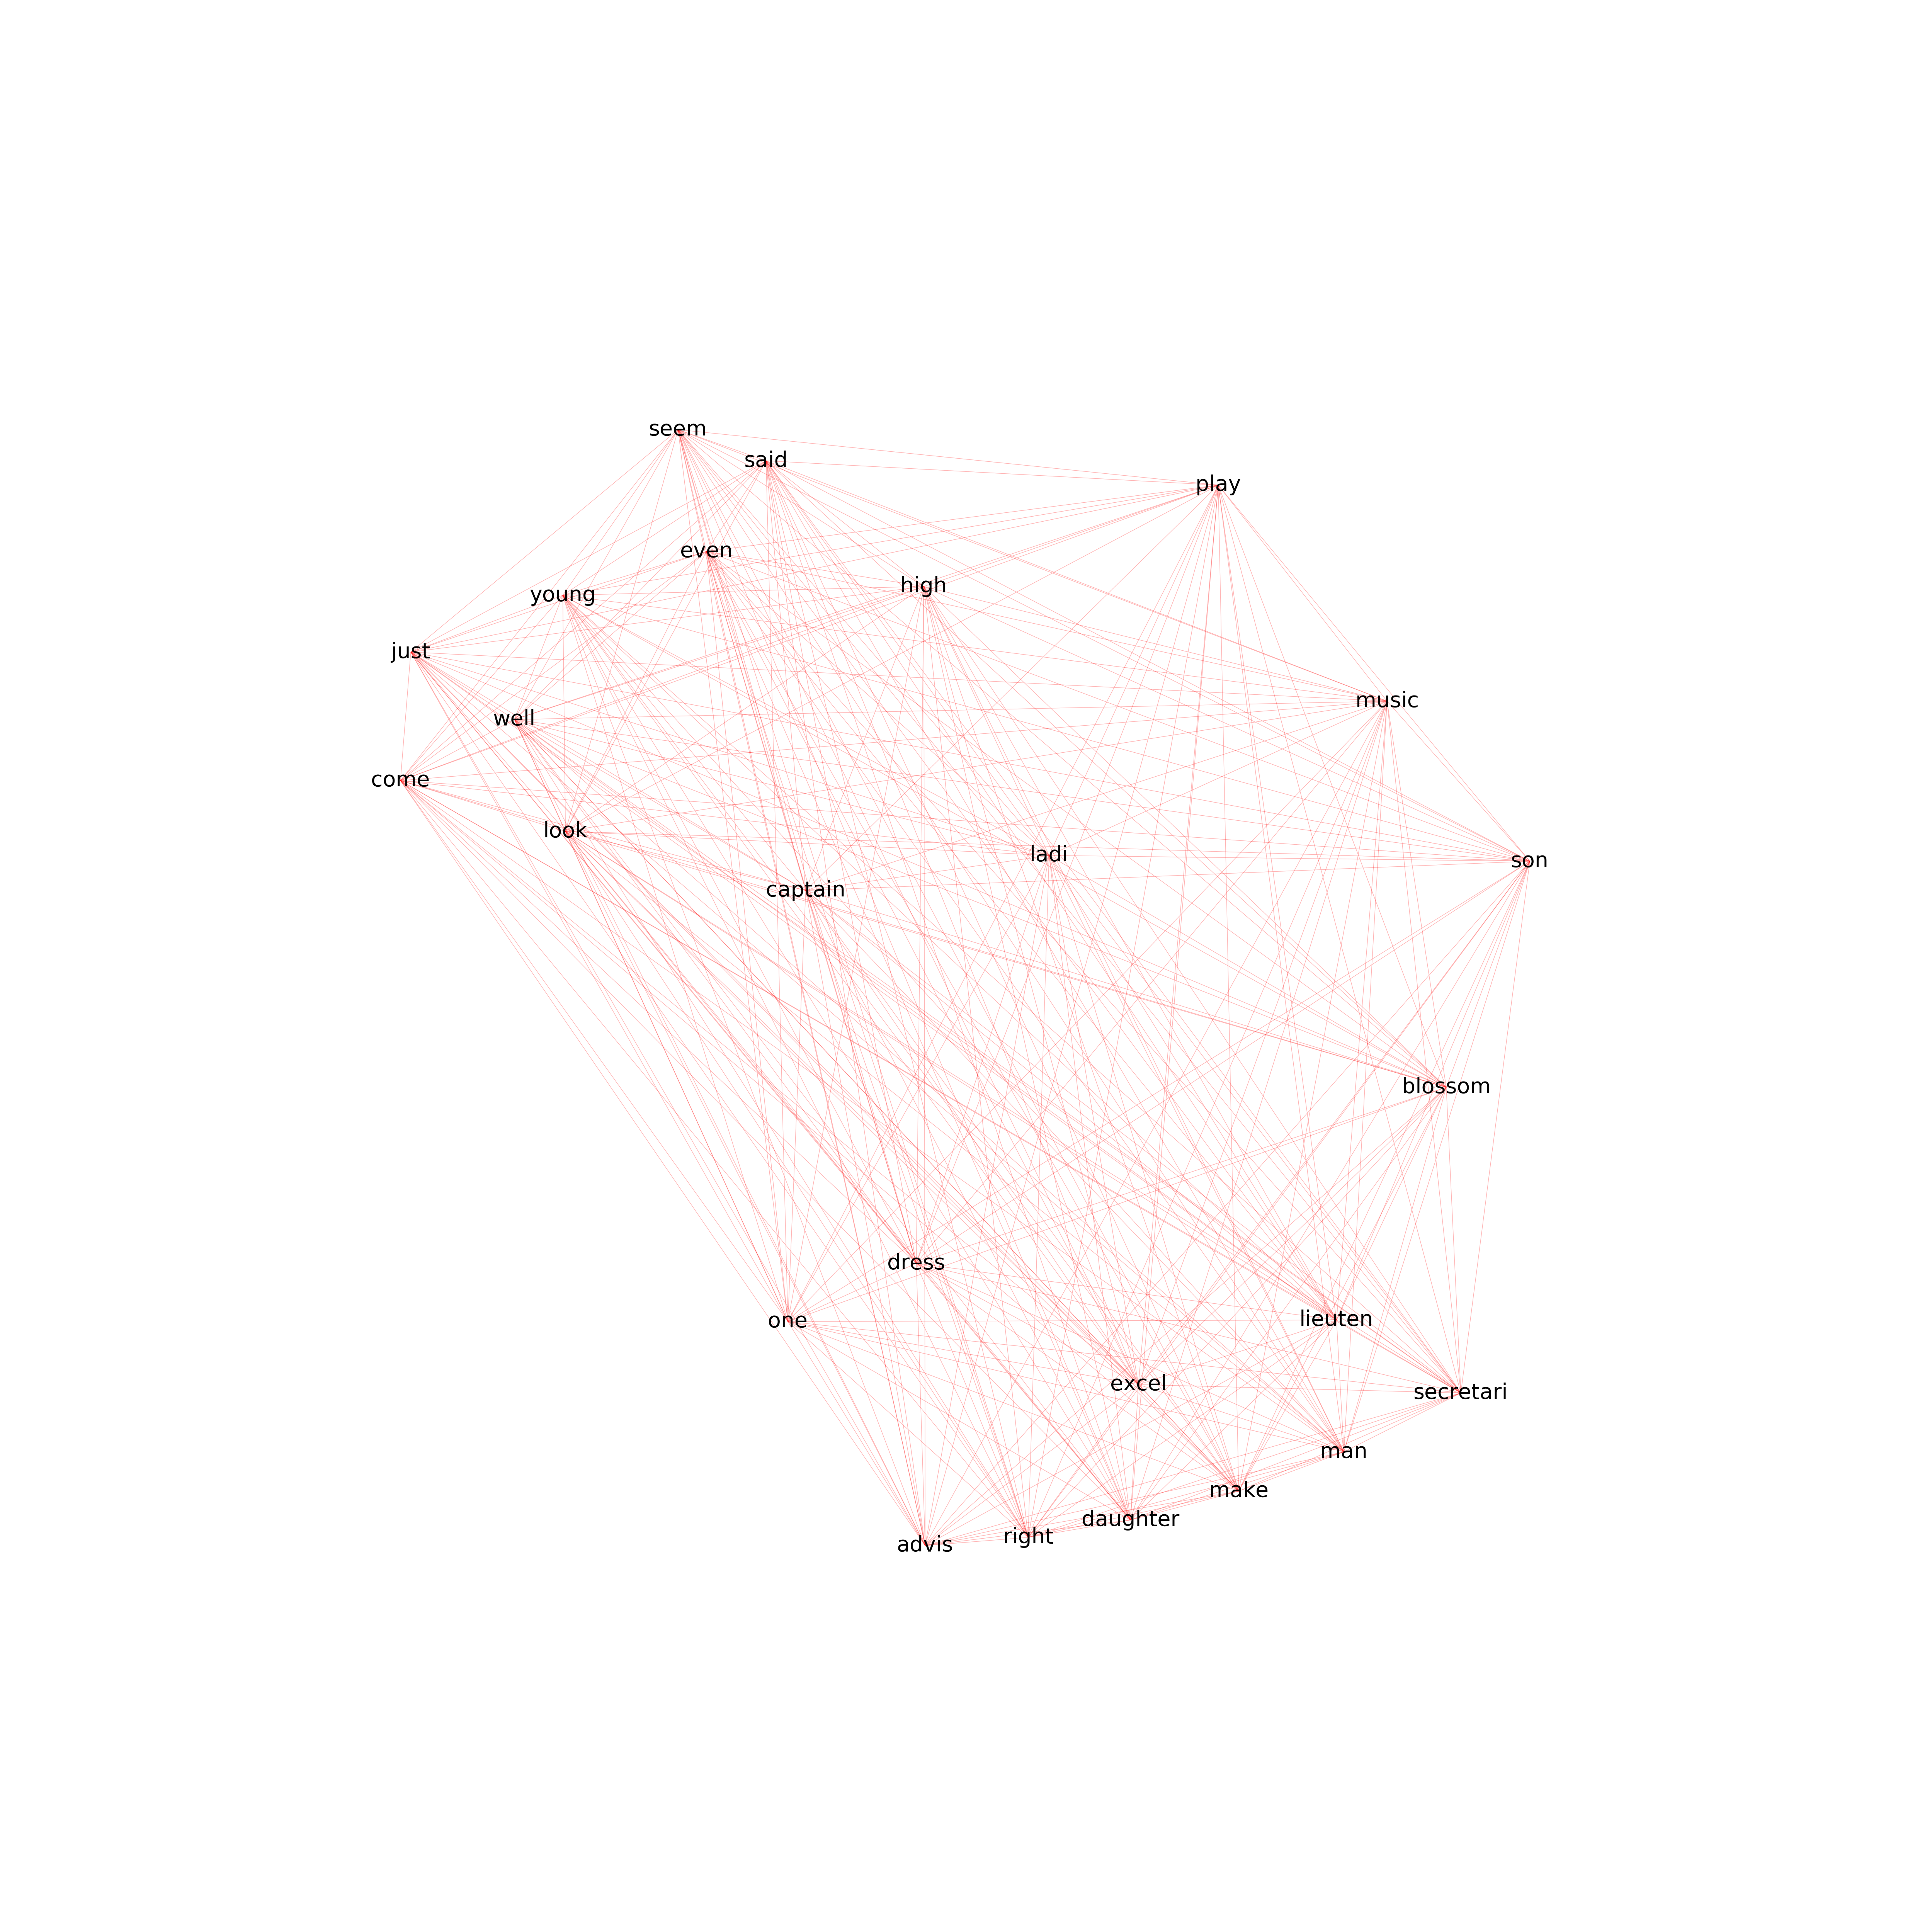 seem
said
play
even
high
young
just
music
well
come
look
ladi
son
captain
blossom
dress
lieuten
one
excel
secretari
man
make
daughter
right
advis